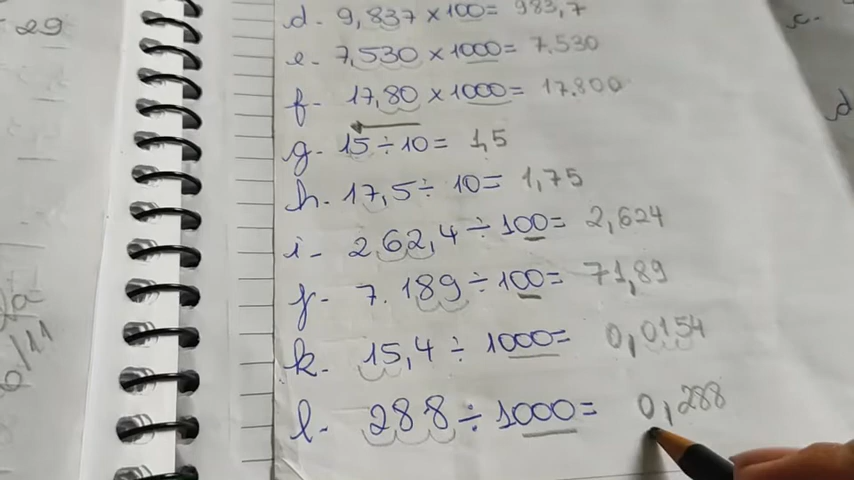 29
d- 9,837 x 100= 983,7
e- 7,530 x 1000= 7.530
f- 17,80 x 1000= 17.800
g- 15 ÷ 10= 1,5
h- 17,5 ÷ 10= 1,75
i- 262,4 ÷ 100= 2,624
j- 7.189 ÷ 100= 71,89
k- 15,4 ÷ 1000= 0,0154
l- 288 ÷ 1000= 0,288
c-
d